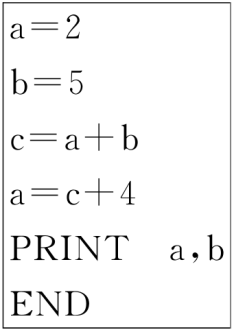 a=2
b=5
c=a+b
a=c+4
PRINT a,b
END